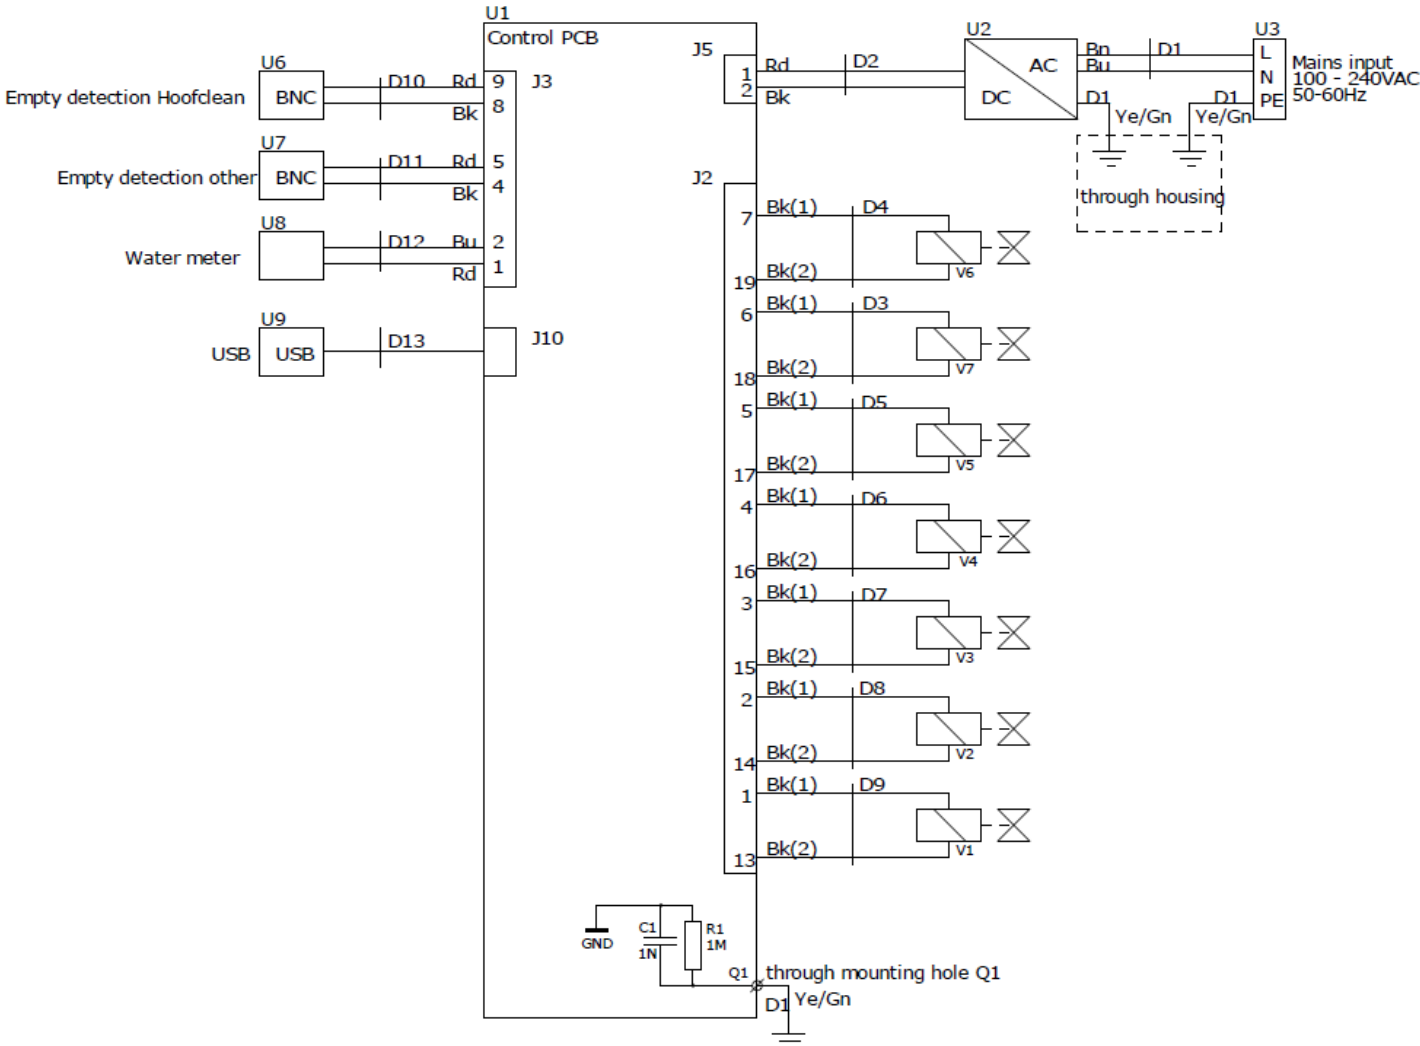 U1
Control PCB
U6
BNC
Empty detection Hoofclean
D10
Rd
Bk
9
8
J3
U7
BNC
Empty detection other
D11
Rd
Bk
5
4
U8
Water meter
D12
Bu
Rd
2
1
U9
USB
USB
D13
J10
J5
1
2
Rd
Bk
D2
U2
AC
DC
Bn
Bu
D1
D1
Ye/Gn
D1
Ye/Gn
U3
L
N
PE
Mains input
100 - 240VAC
50-60Hz
through housing
J2
7
Bk(1)
D4
19
Bk(2)
V6
6
Bk(1)
D3
18
Bk(2)
V7
5
Bk(1)
D5
17
Bk(2)
V5
4
Bk(1)
D6
16
Bk(2)
V4
3
Bk(1)
D7
15
Bk(2)
V3
2
Bk(1)
D8
14
Bk(2)
V2
1
Bk(1)
D9
13
Bk(2)
V1
GND
C1
1N
R1
1M
Q1
through mounting hole Q1
D1
Ye/Gn